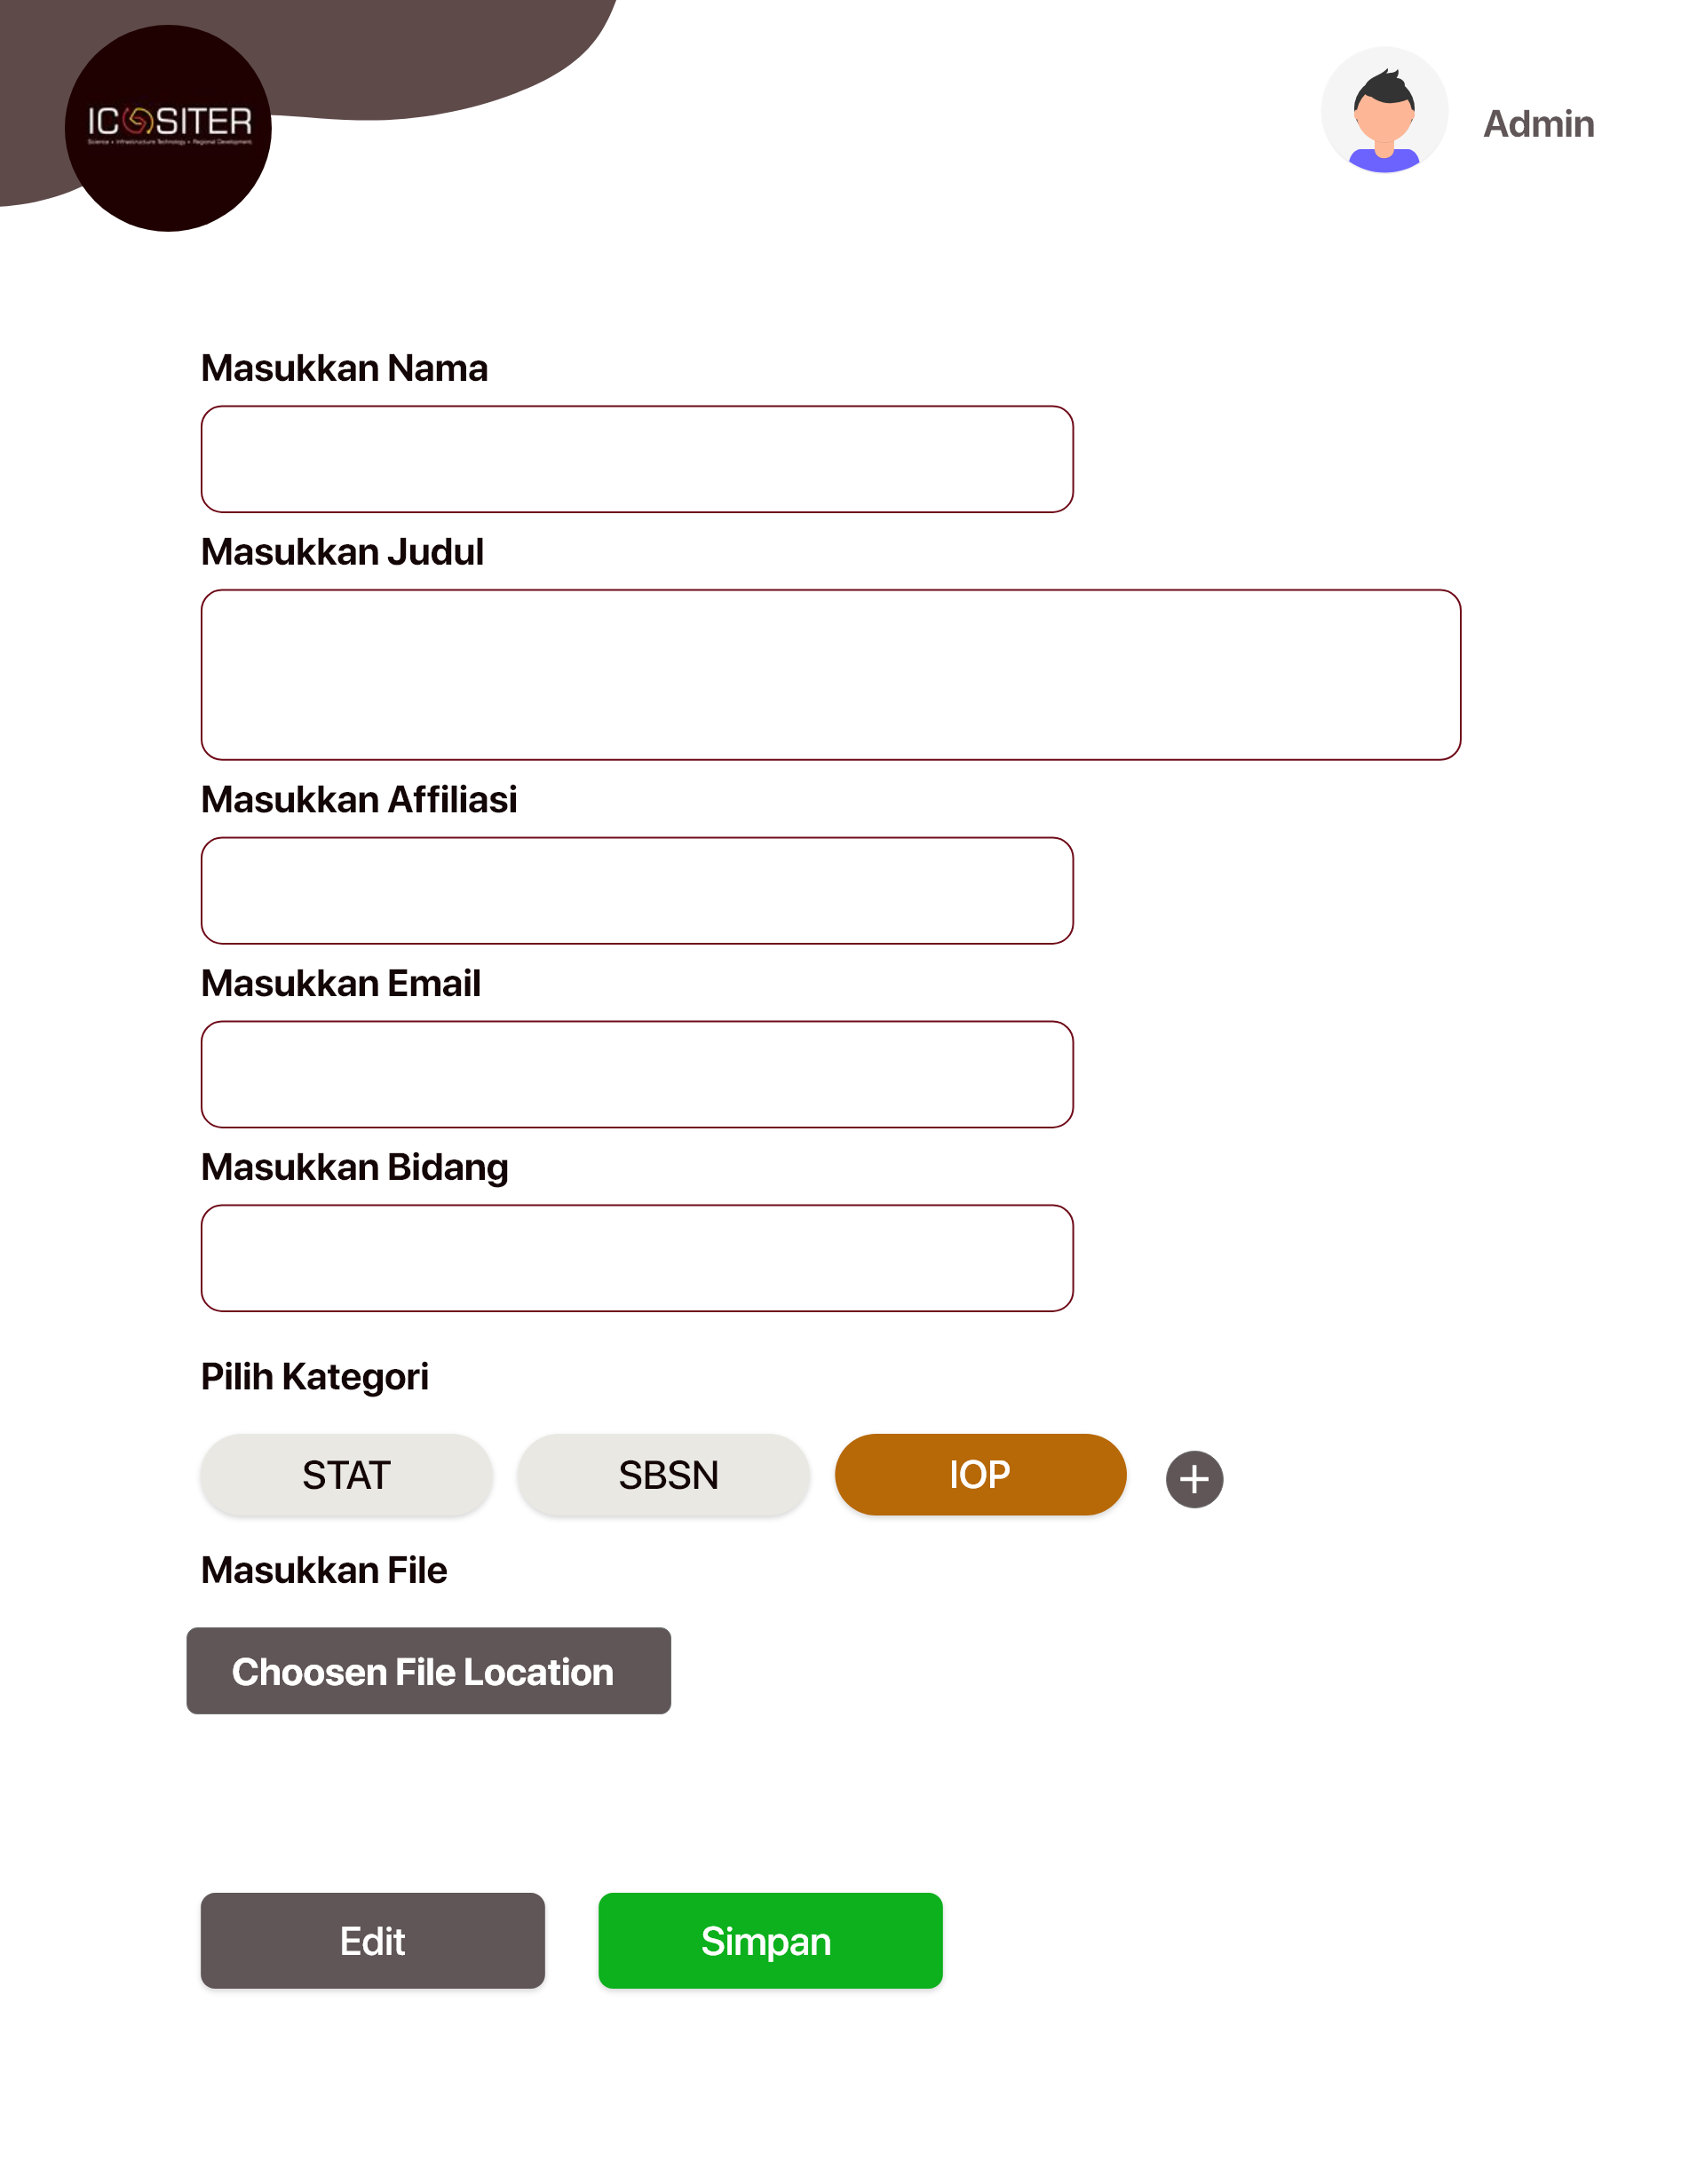 ICOSITER
Science • Infrastructure Technology • Regional Development
Admin
Masukkan Nama
Masukkan Judul
Masukkan Affiliasi
Masukkan Email
Masukkan Bidang
Pilih Kategori
STAT SBSN IOP +
Masukkan File
Choosen File Location
Edit Simpan